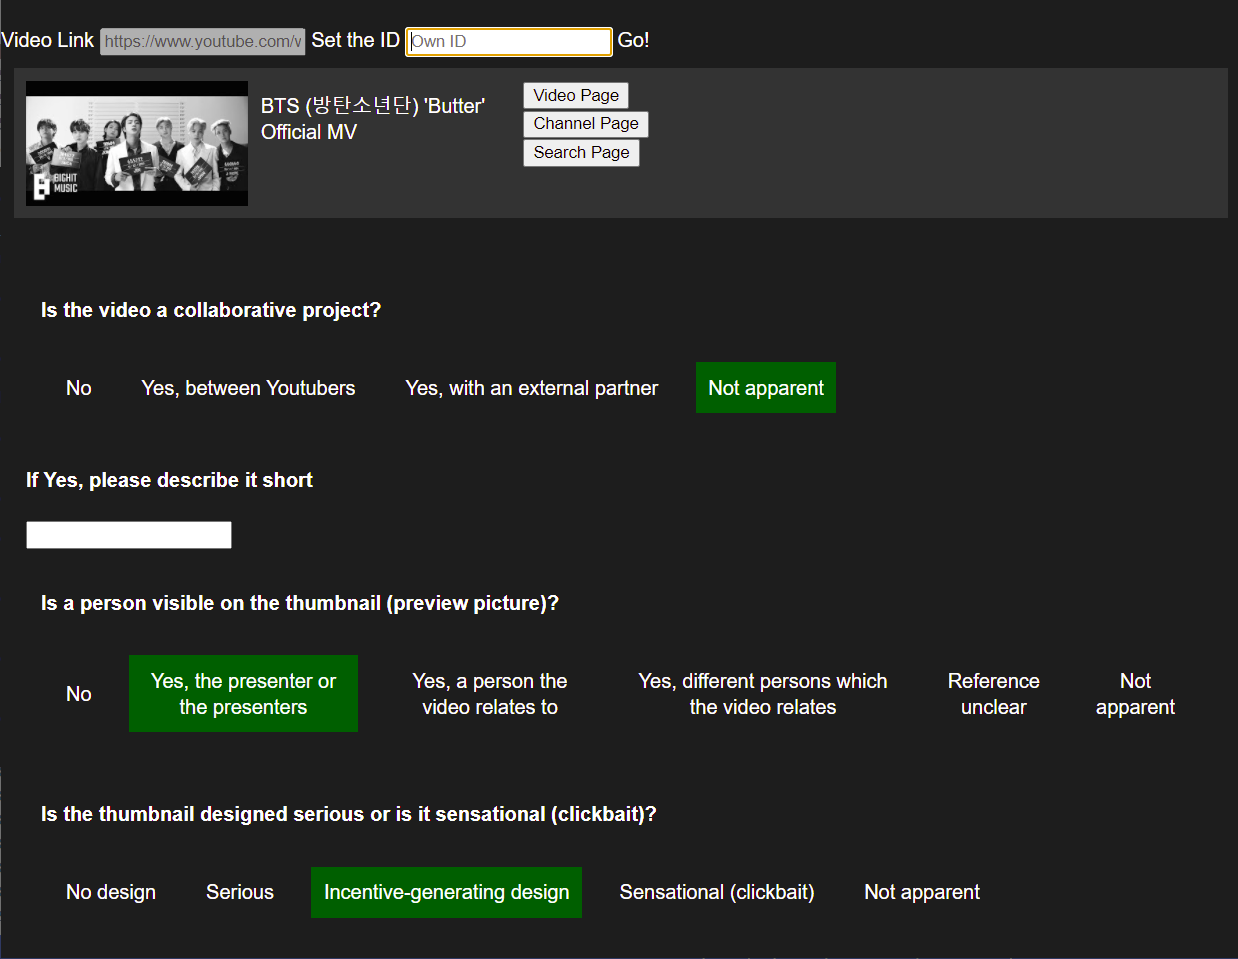 Video Link https://www.youtube.com/v Set the ID Own ID Go!
BTS (방탄소년단) 'Butter'
Official MV
Video Page
Channel Page
Search Page
BIGHIT
MUSIC
Is the video a collaborative project?
No Yes, between Youtubers Yes, with an external partner Not apparent
If Yes, please describe it short
Is a person visible on the thumbnail (preview picture)?
No Yes, the presenter or the presenters Yes, a person the video relates to Yes, different persons which the video relates Reference unclear Not apparent
Is the thumbnail designed serious or is it sensational (clickbait)?
No design Serious Incentive-generating design Sensational (clickbait) Not apparent